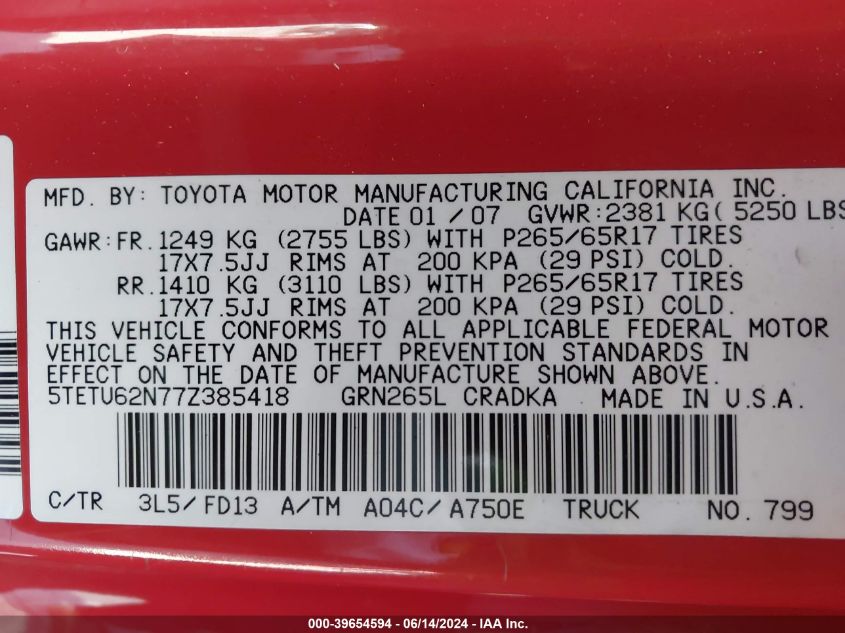 MFD. BY: TOYOTA MOTOR MANUFACTURING CALIFORNIA INC.
DATE 01 / 07 GVWR: 2381 KG( 5250 LBS
GAWR: FR. 1249 KG (2755 LBS) WITH P265/65R17 TIRES
17X7.5JJ RIMS AT 200 KPA (29 PSI) COLD.
RR. 1410 KG (3110 LBS) WITH P265/65R17 TIRES
17X7.5JJ RIMS AT 200 KPA (29 PSI) COLD.
THIS VEHICLE CONFORMS TO ALL APPLICABLE FEDERAL MOTOR
VEHICLE SAFETY AND THEFT PREVENTION STANDARDS IN
EFFECT ON THE DATE OF MANUFACTURE SHOWN ABOVE.
5TETU62N77Z385418 GRN265L CRADKA MADE IN U.S.A.
C/TR 3L5/ FD13 A/TM A04C/ A750E TRUCK NO. 799
000-39654594 - 06/14/2024 - IAA Inc.